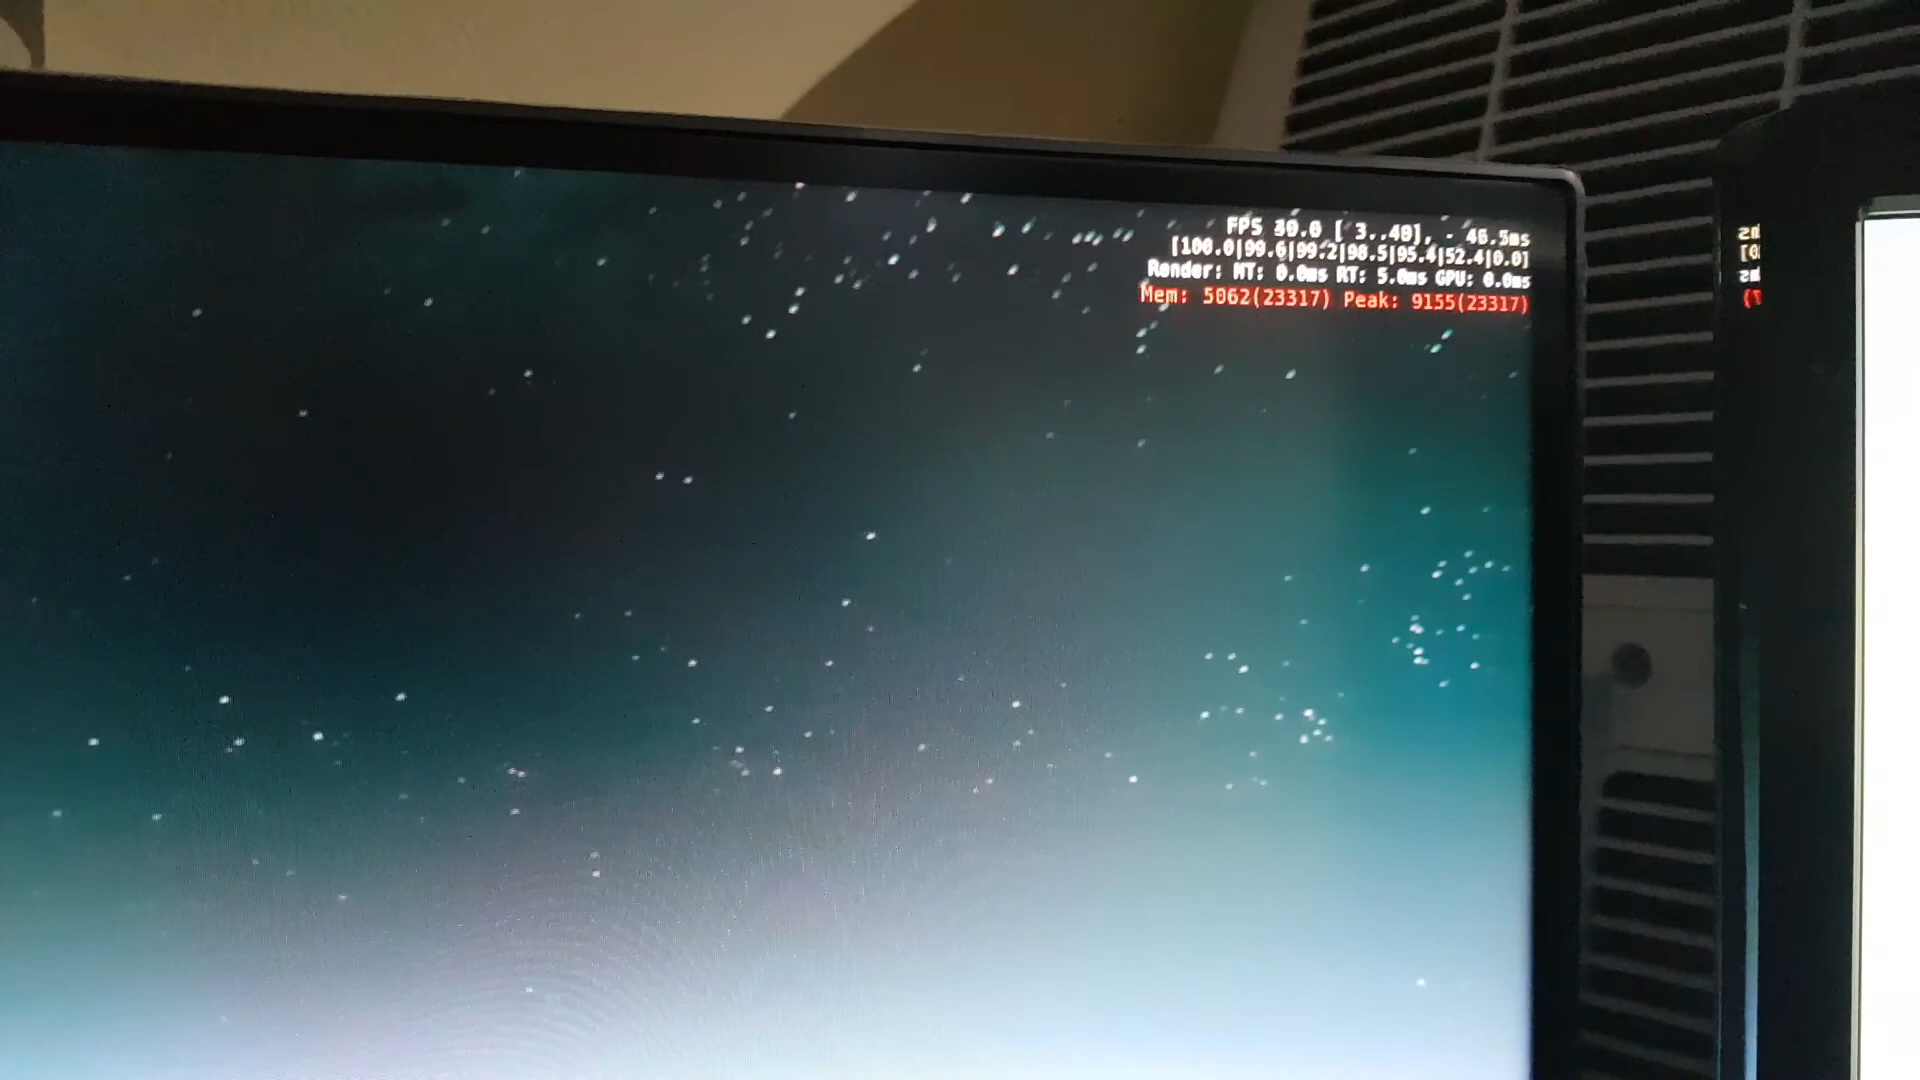 FPS 30.0 [ 3..40], - 46.5ms
[100.0|99.6|99.2|98.5|95.4|52.4|0.0]
Render: MT: 0.0ms RT: 5.0ms GPU: 0.0ms
Mem: 5062(23317) Peak: 9155(23317)